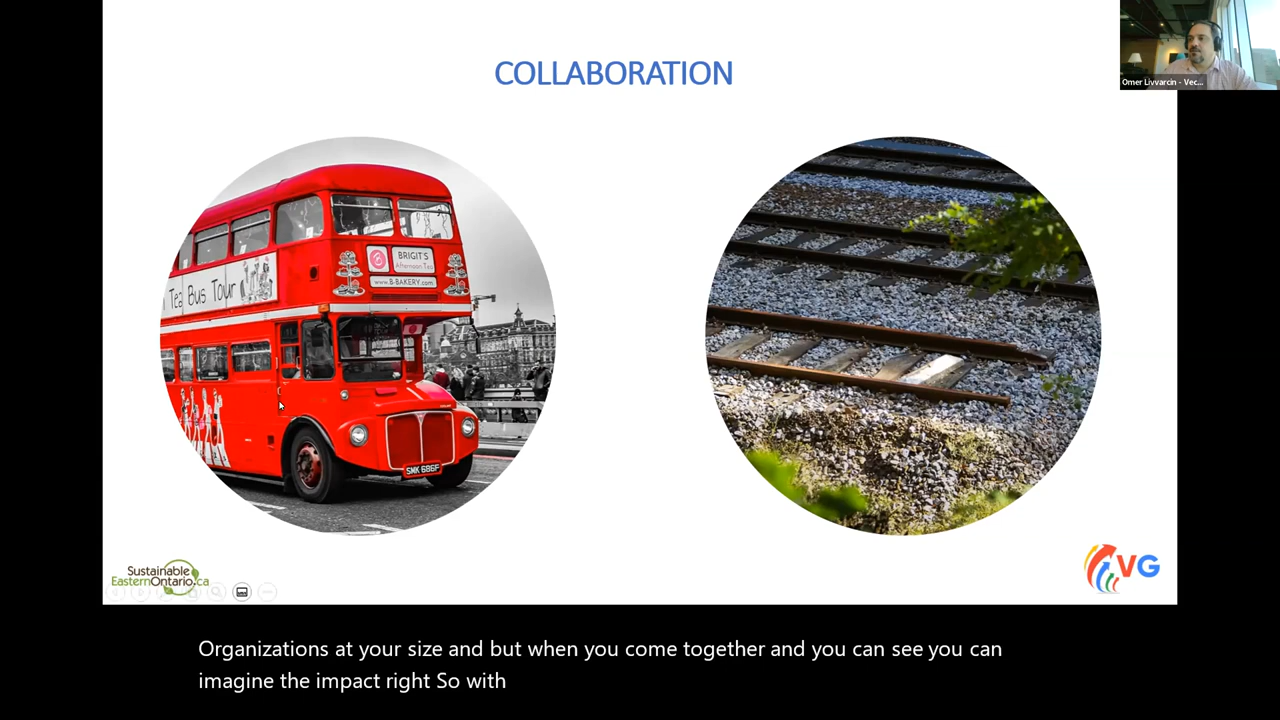 COLLABORATION
Omer Livvarcin - Vec...
BRIGIT'S
Afternoon Tea
www.B-BAKERY.com
Tea Bus Tour
SMK 686F
Sustainable
EasternOntario.ca
VG
Organizations at your size and but when you come together and you can see you can
imagine the impact right So with